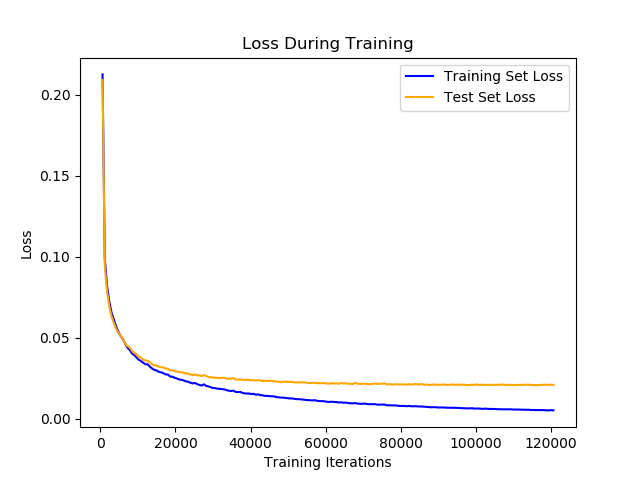 Loss During Training
Training Set Loss
Test Set Loss
0.20
0.15
0.10
0.05
0.00
Loss
0 20000 40000 60000 80000 100000 120000
Training Iterations